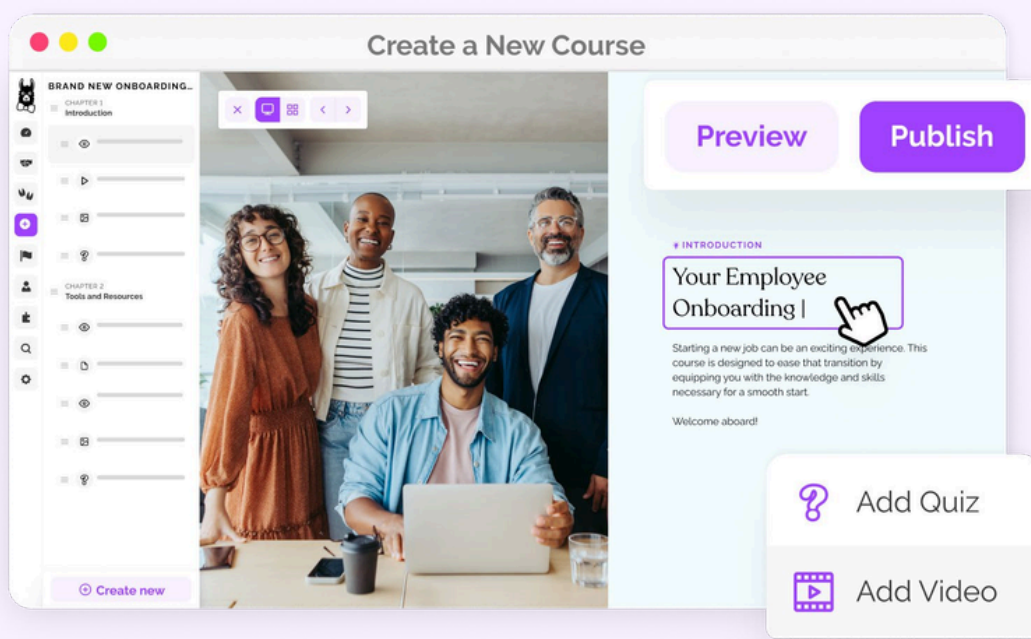 Create a New Course
BRAND NEW ONBOARDING...
CHAPTER 1
Introduction
CHAPTER 2
Tools and Resources
Create new
Preview
Publish
INTRODUCTION
Your Employee
Onboarding |
Starting a new job can be an exciting experience. This
course is designed to ease that transition by
equipping you with the knowledge and skills
necessary for a smooth start.
Welcome aboard!
Add Quiz
Add Video